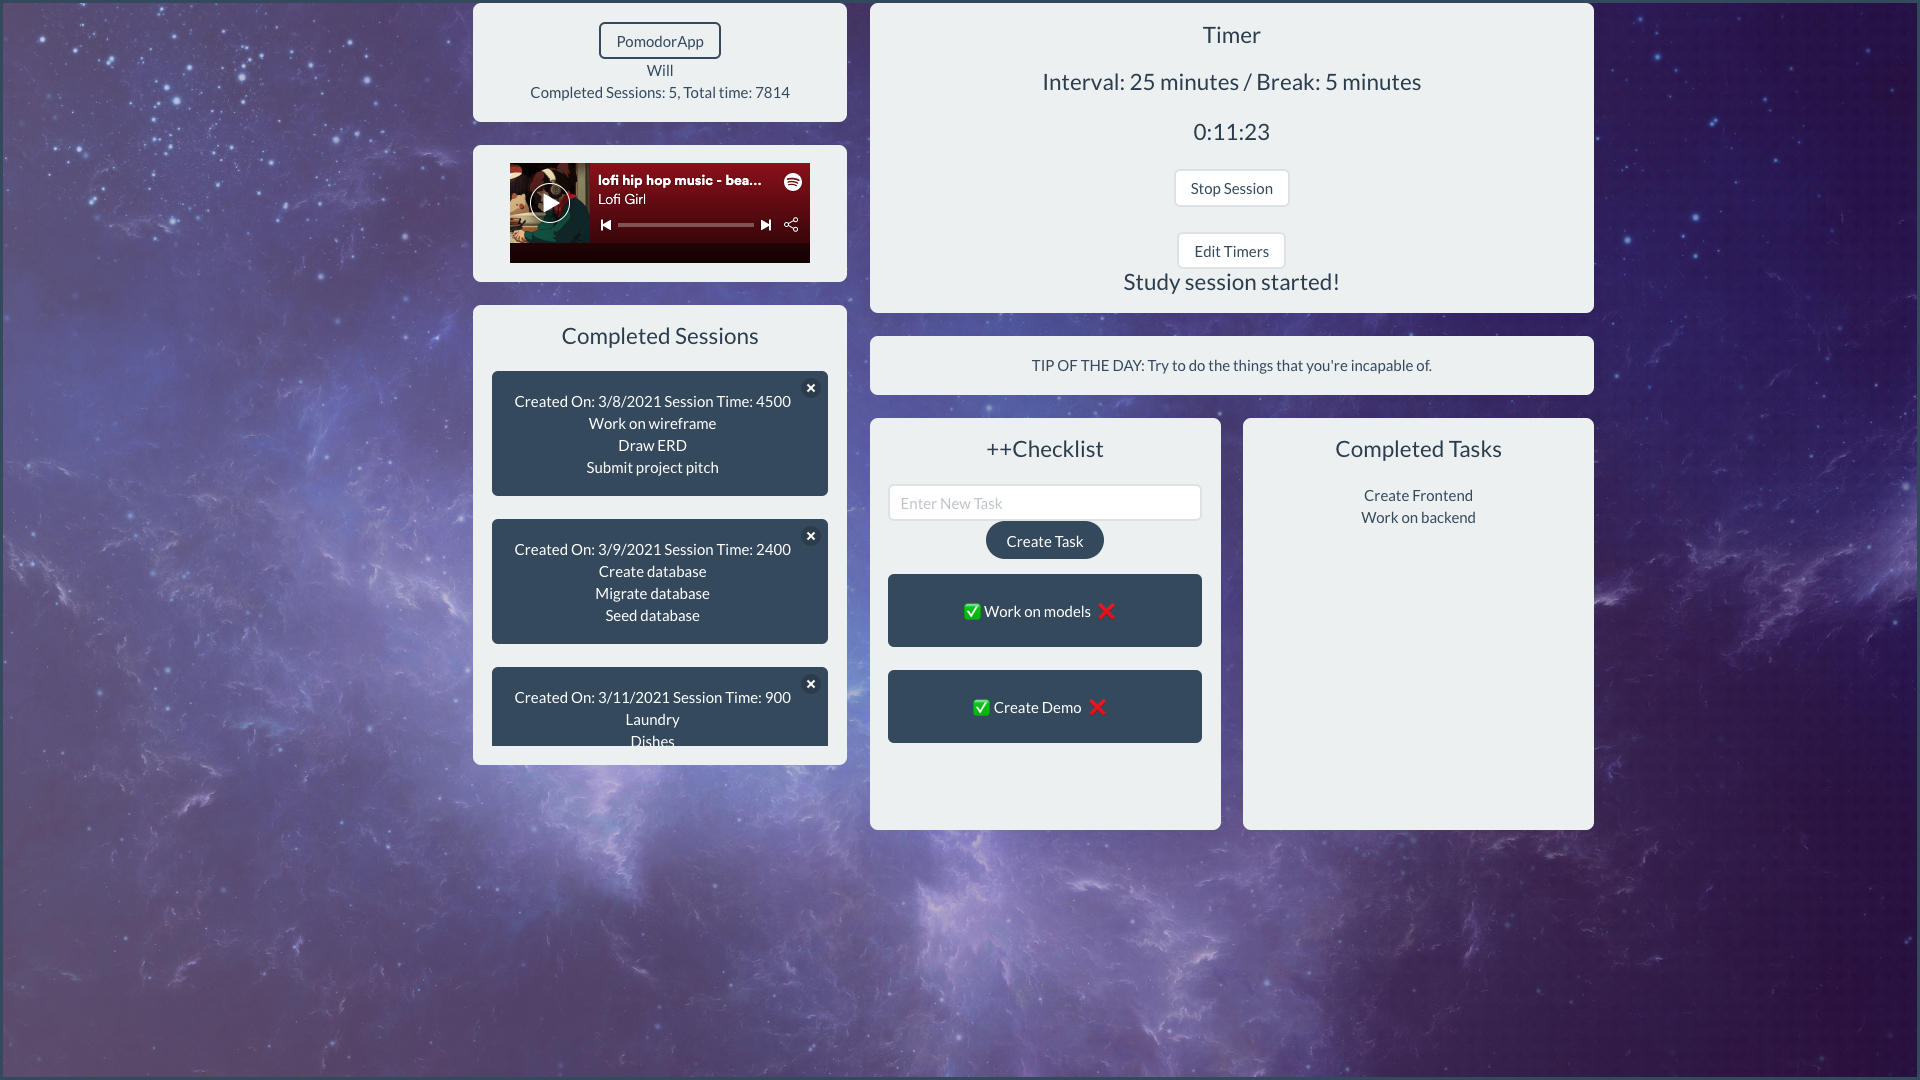 PomodorApp
Will
Completed Sessions: 5, Total time: 7814
lofi hip hop music - bea...
Lofi Girl
Completed Sessions
Created On: 3/8/2021 Session Time: 4500
Work on wireframe
Draw ERD
Submit project pitch
Created On: 3/9/2021 Session Time: 2400
Create database
Migrate database
Seed database
Created On: 3/11/2021 Session Time: 900
Laundry
Dishes
Timer
Interval: 25 minutes / Break: 5 minutes
0:11:23
Stop Session
Edit Timers
Study session started!
TIP OF THE DAY: Try to do the things that you're incapable of.
++Checklist
Enter New Task
Create Task
✅ Work on models ❌
✅ Create Demo ❌
Completed Tasks
Create Frontend
Work on backend